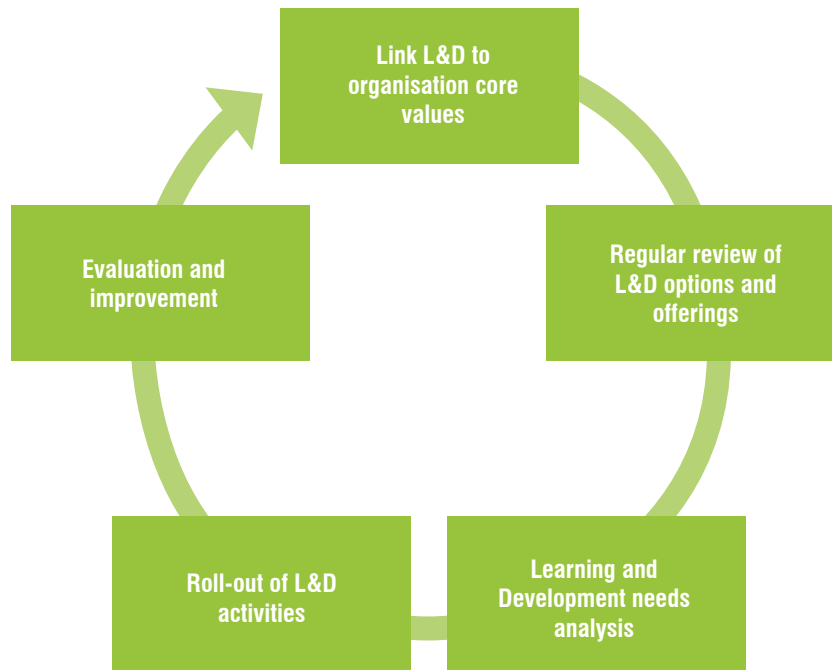 Link L&D to
organisation core
values
Regular review of
L&D options and
offerings
Learning and
Development needs
analysis
Roll-out of L&D
activities
Evaluation and
improvement